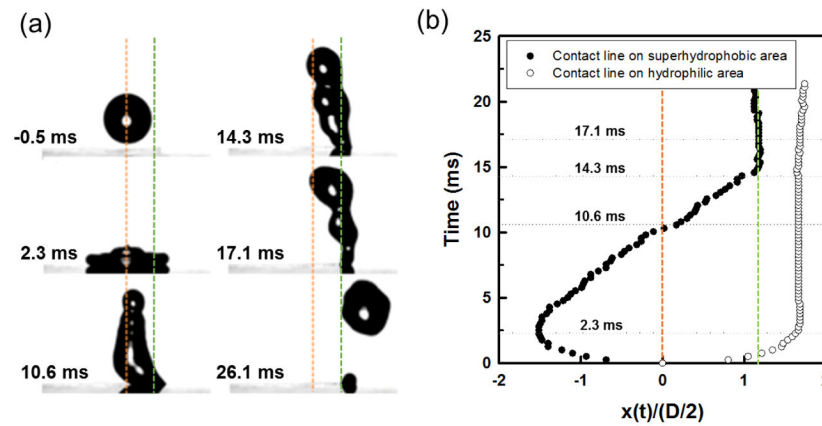 (a)
-0.5 ms
14.3 ms
2.3 ms
17.1 ms
10.6 ms
26.1 ms
(b)
25
20
15
10
5
0
Time (ms)
Contact line on superhydrophobic area
Contact line on hydrophilic area
17.1 ms
14.3 ms
10.6 ms
2.3 ms
-2
-1
0
1
2
x(t)/(D/2)